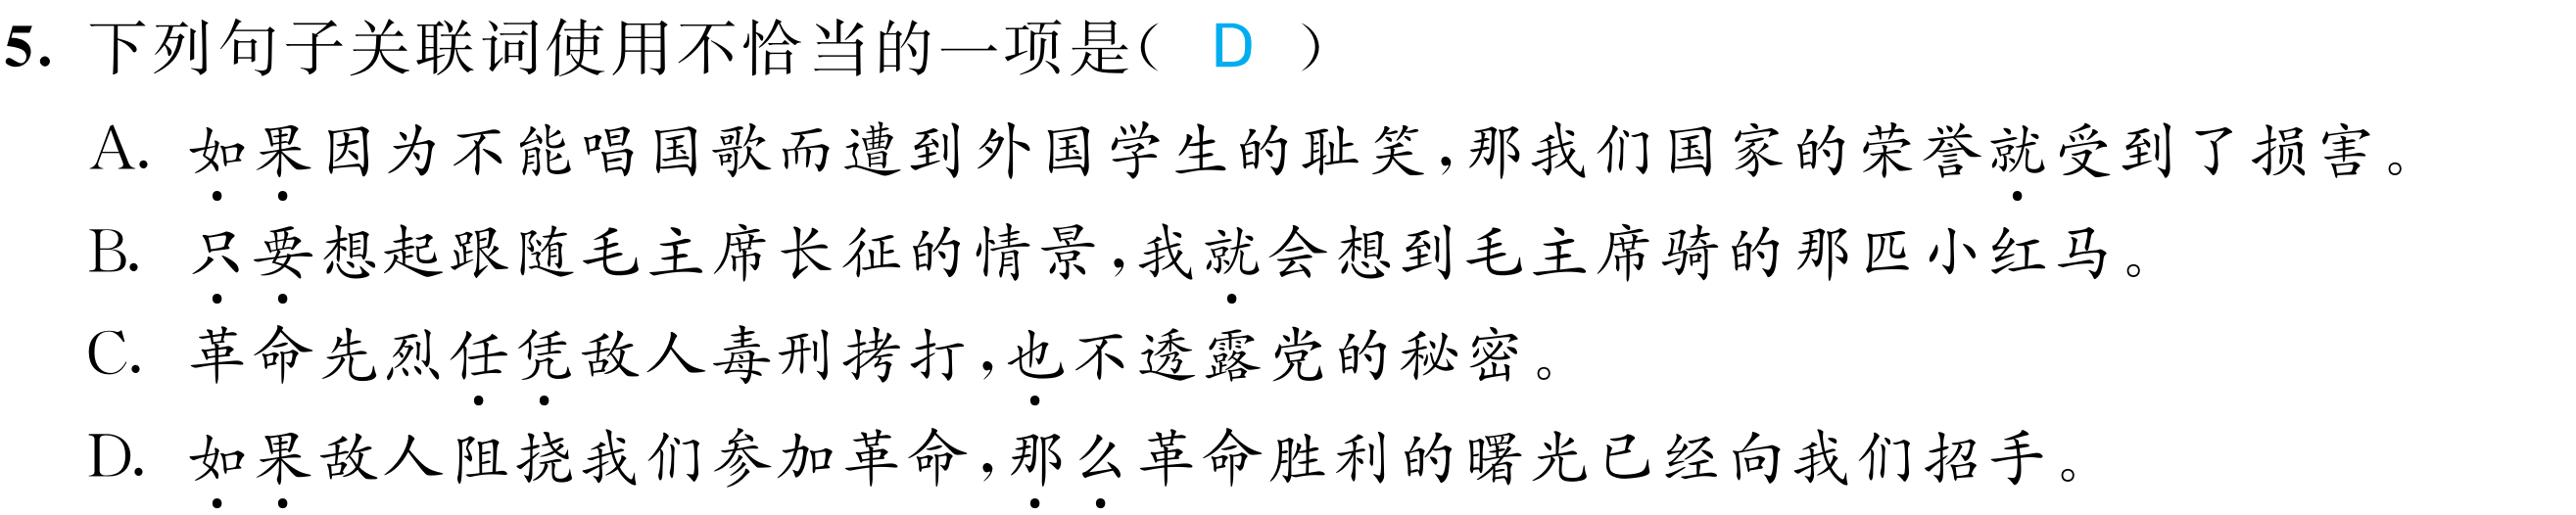 5. 下列句子关联词使用不恰当的一项是( D )
A. 如果因为不能唱国歌而遭到外国学生的耻笑,那我们国家的荣誉就受到了损害。
B. 只要想起跟随毛主席长征的情景,我就会想到毛主席骑的那匹小红马。
C. 革命先烈任凭敌人毒刑拷打,也不透露党的秘密。
D. 如果敌人阻挠我们参加革命,那么革命胜利的曙光已经向我们招手。